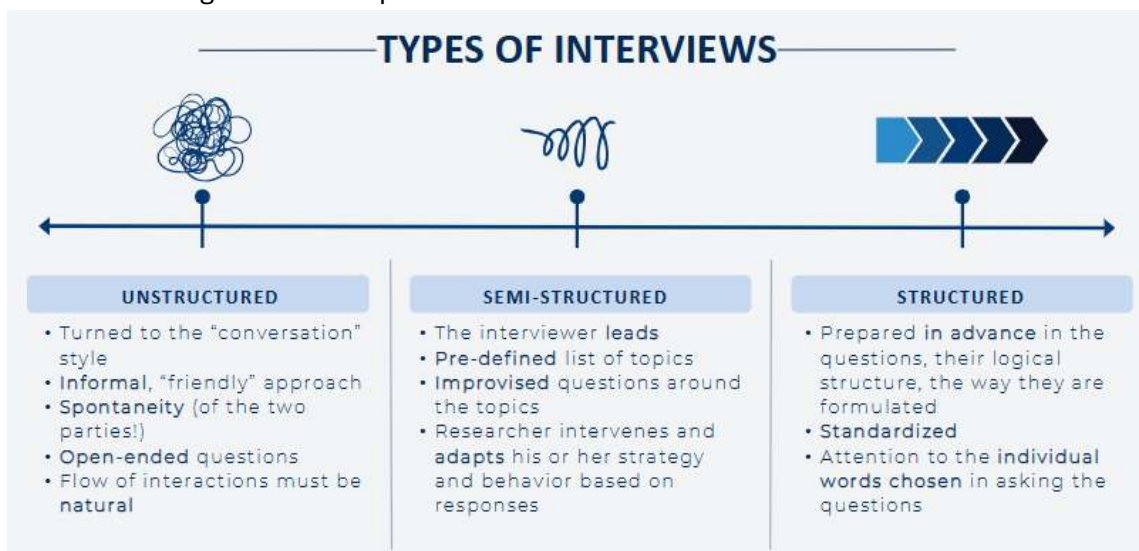 TYPES OF INTERVIEWS
UNSTRUCTURED
• Turned to the “conversation”
style
• Informal, “friendly” approach
• Spontaneity (of the two
parties!)
• Open-ended questions
• Flow of interactions must be
natural
SEMI-STRUCTURED
• The interviewer leads
• Pre-defined list of topics
• Improvised questions around
the topics
• Researcher intervenes and
adapts his or her strategy
and behavior based on
responses
STRUCTURED
• Prepared in advance in the
questions, their logical
structure, the way they are
formulated
• Standardized
• Attention to the individual
words chosen in asking the
questions